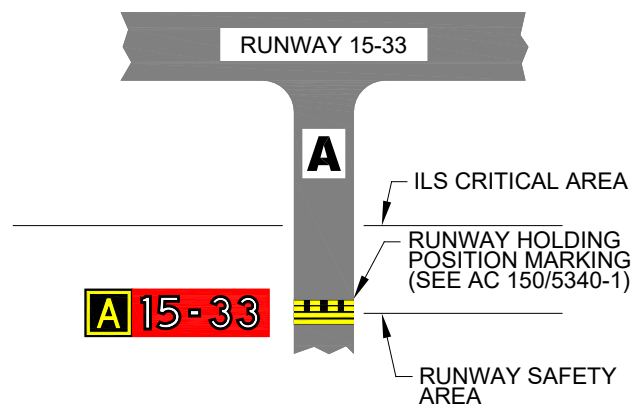 RUNWAY 15-33
A
ILS CRITICAL AREA
RUNWAY HOLDING
POSITION MARKING
(SEE AC 150/5340-1)
A 15-33
RUNWAY SAFETY
AREA